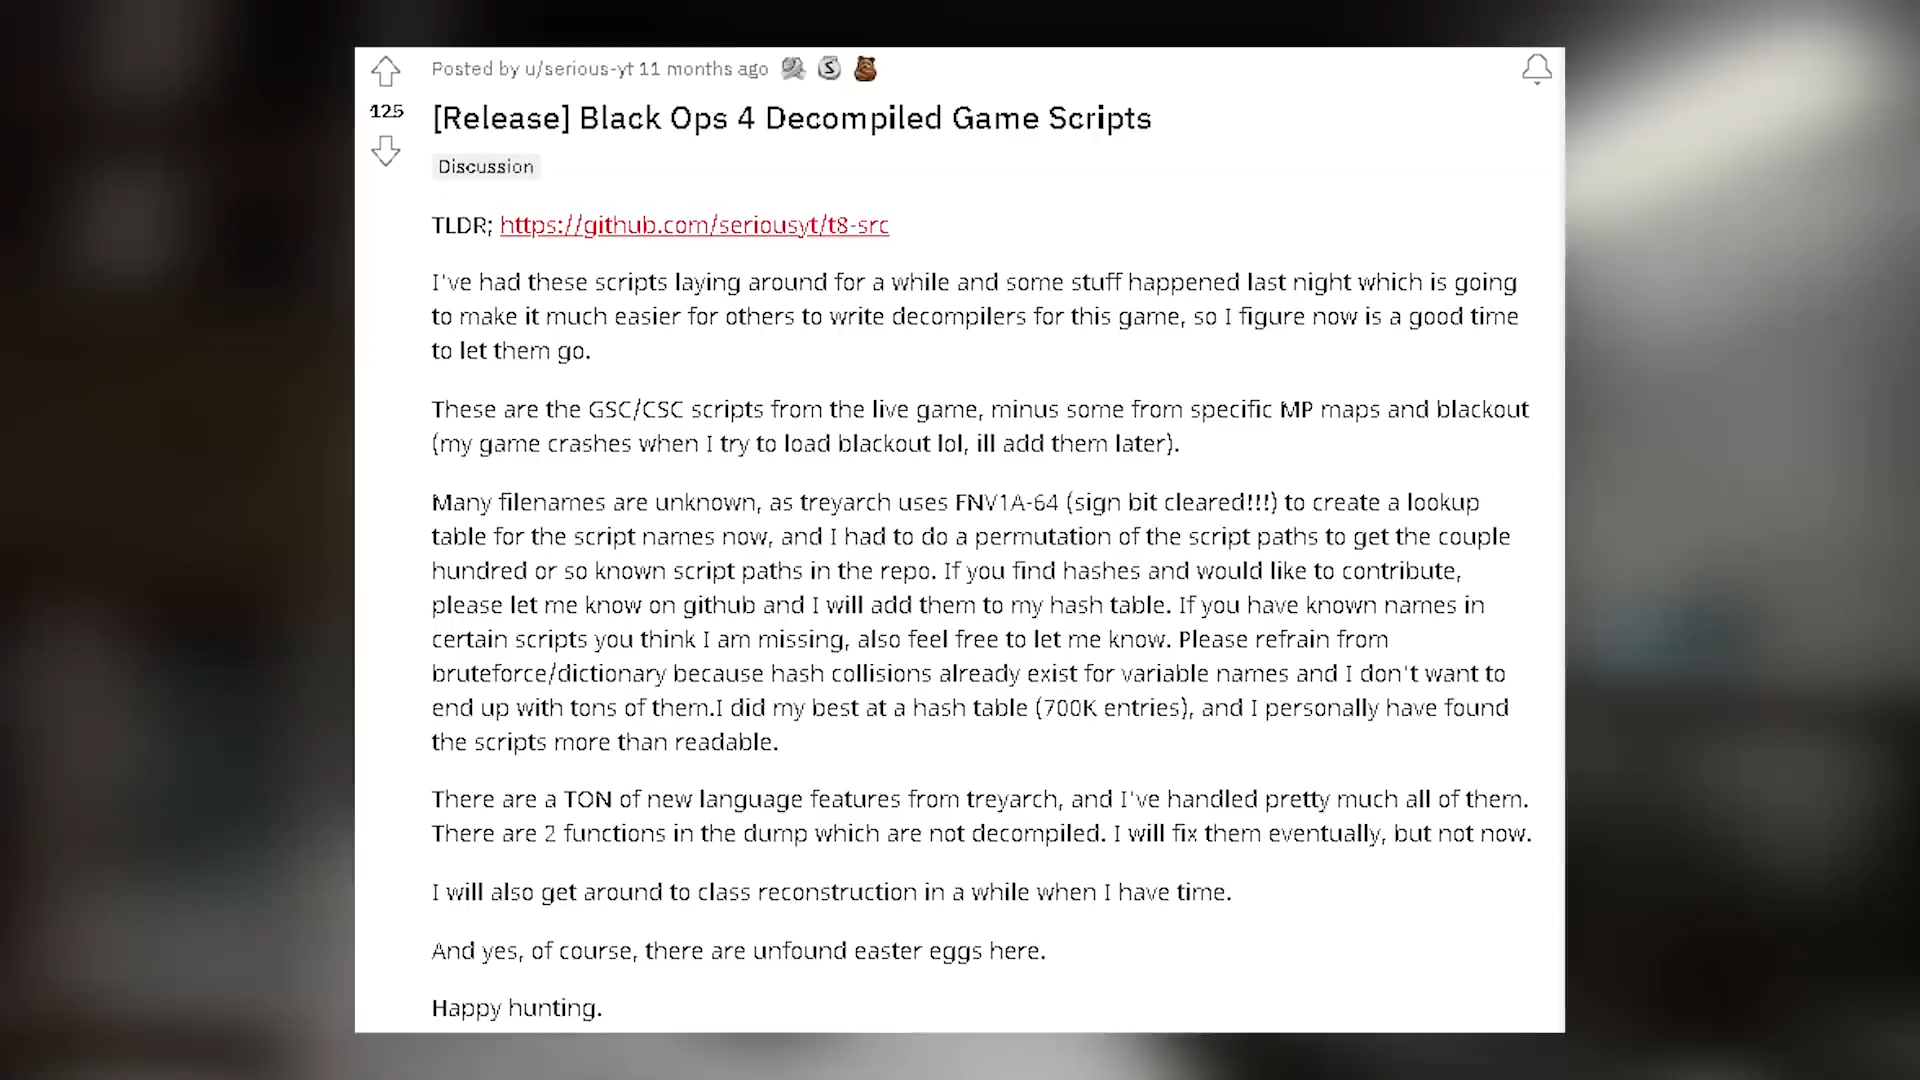 Posted by u/serious-yt 11 months ago
125
[Release] Black Ops 4 Decompiled Game Scripts
Discussion
TLDR; https://github.com/seriousyt/t8-src
I've had these scripts laying around for a while and some stuff happened last night which is going
to make it much easier for others to write decompilers for this game, so I figure now is a good time
to let them go.
These are the GSC/CSC scripts from the live game, minus some from specific MP maps and blackout
(my game crashes when I try to load blackout lol, ill add them later).
Many filenames are unknown, as treyarch uses FNV1A-64 (sign bit cleared!!!) to create a lookup
table for the script names now, and I had to do a permutation of the script paths to get the couple
hundred or so known script paths in the repo. If you find hashes and would like to contribute,
please let me know on github and I will add them to my hash table. If you have known names in
certain scripts you think I am missing, also feel free to let me know. Please refrain from
bruteforce/dictionary because hash collisions already exist for variable names and I don't want to
end up with tons of them.I did my best at a hash table (700K entries), and I personally have found
the scripts more than readable.
There are a TON of new language features from treyarch, and I've handled pretty much all of them.
There are 2 functions in the dump which are not decompiled. I will fix them eventually, but not now.
I will also get around to class reconstruction in a while when I have time.
And yes, of course, there are unfound easter eggs here.
Happy hunting.